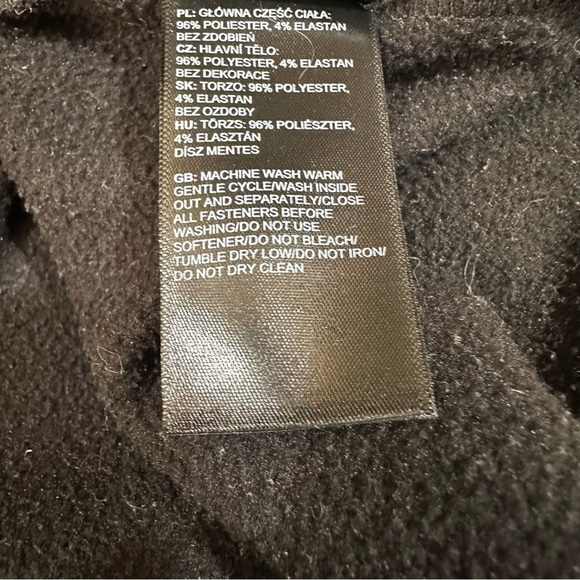 PL: GŁÓWNA CZĘŚĆ CIAŁA:
96% POLIESTER, 4% ELASTAN
BEZ ZDOBIEŃ
CZ: HLAVNÍ TĚLO:
96% POLYESTER, 4% ELASTAN
BEZ DEKORACE
SK: TORZO: 96% POLYESTER,
4% ELASTAN
BEZ OZDOBY
HU: TÖRZS: 96% POLIÉSZTER,
4% ELASZTÁN
DÍSZ MENTES
GB: MACHINE WASH WARM
GENTLE CYCLE/WASH INSIDE
OUT AND SEPARATELY/CLOSE
ALL FASTENERS BEFORE
WASHING/DO NOT USE
SOFTENER/DO NOT BLEACH/
TUMBLE DRY LOW/DO NOT IRON/
DO NOT DRY CLEAN